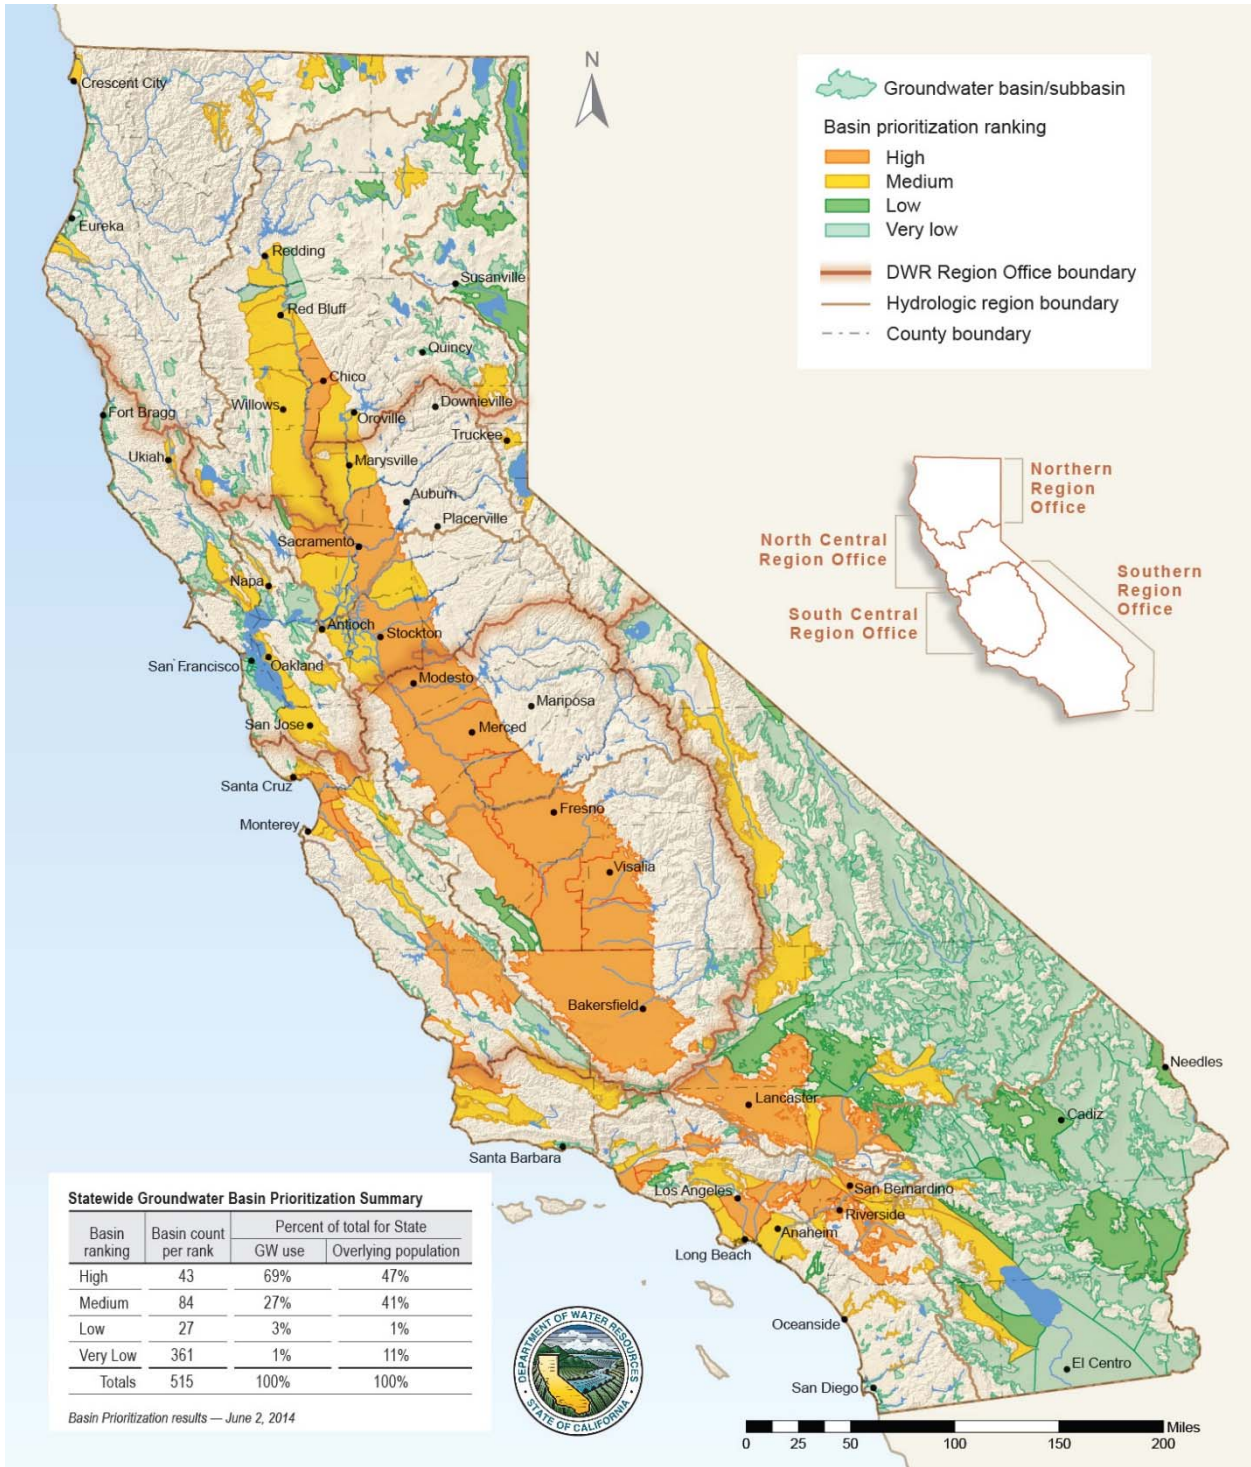 N
Groundwater basin/subbasin
Basin prioritization ranking
High
Medium
Low
Very low
DWR Region Office boundary
Hydrologic region boundary
County boundary
Northern
Region
Office
North Central
Region Office
South Central
Region Office
Southern
Region
Office
Crescent City
Eureka
Redding
Susanville
Red Bluff
Quincy
Chico
Willows
Oroville
Downieville
Fort Bragg
Truckee
Ukiah
Marysville
Auburn
Placerville
Sacramento
Napa
Antioch
Stockton
San Francisco
Oakland
Modesto
Mariposa
San Jose
Merced
Santa Cruz
Fresno
Monterey
Visalia
Bakersfield
Needles
Lancaster
Cadiz
Santa Barbara
Los Angeles
San Bernardino
Riverside
Anaheim
Long Beach
Oceanside
El Centro
San Diego
Statewide Groundwater Basin Prioritization Summary
Basin ranking Basin count per rank Percent of total for State
GW use Overlying population
High 43 69% 47%
Medium 84 27% 41%
Low 27 3% 1%
Very Low 361 1% 11%
Totals 515 100% 100%
Basin Prioritization results — June 2, 2014
DEPARTMENT OF WATER RESOURCES
STATE OF CALIFORNIA
Miles
0 25 50 100 150 200